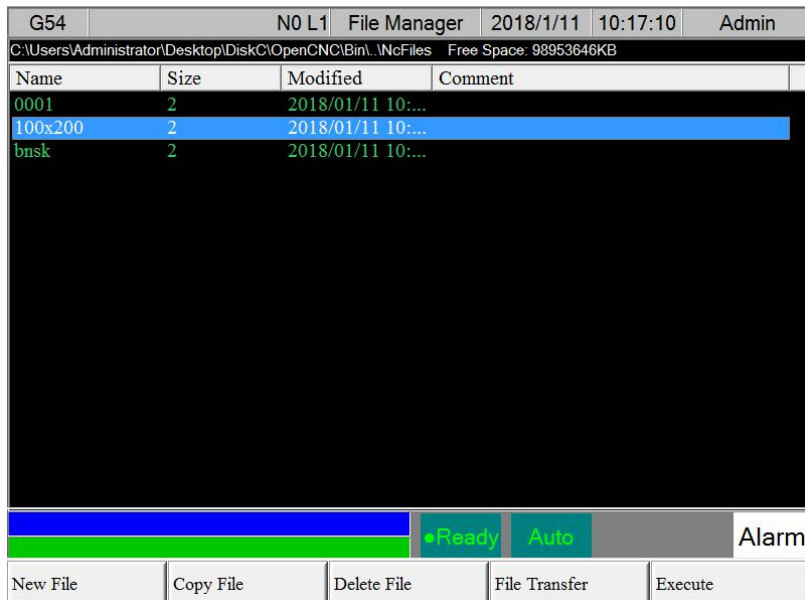 G54 N0 L1 File Manager 2018/1/11 10:17:10 Admin
C:\Users\Administrator\Desktop\DiskC\OpenCNC\Bin\..\NcFiles Free Space: 98953646KB
Name Size Modified Comment
0001 2 2018/01/11 10:...
100x200 2 2018/01/11 10:...
bnsk 2 2018/01/11 10:...
●Ready Auto Alarm
New File Copy File Delete File File Transfer Execute